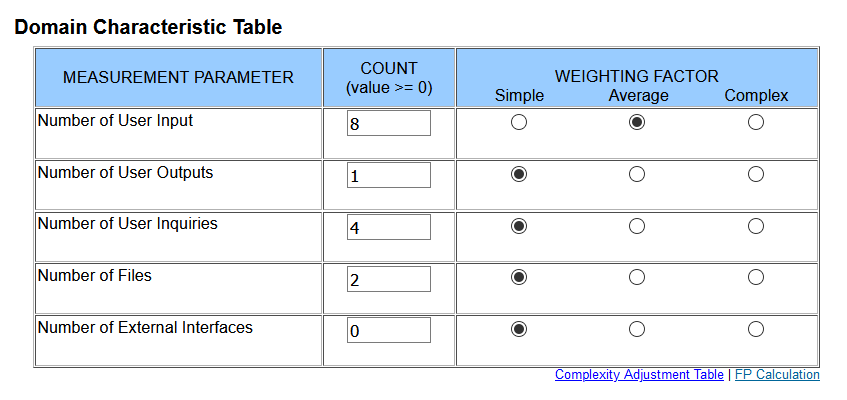 Domain Characteristic Table
MEASUREMENT PARAMETER
COUNT
(value >= 0)
WEIGHTING FACTOR
Simple Average Complex
Number of User Input 8
Number of User Outputs 1
Number of User Inquiries 4
Number of Files 2
Number of External Interfaces 0
Complexity Adjustment Table | FP Calculation